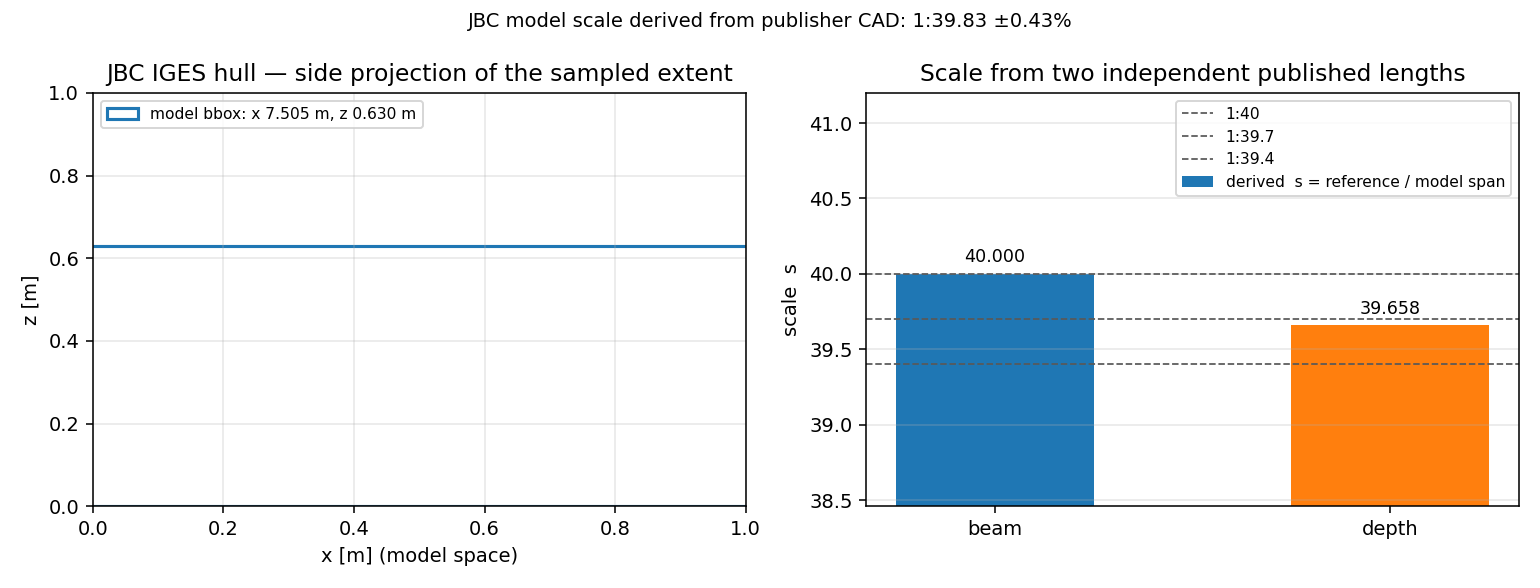 JBC model scale derived from publisher CAD: 1:39.83 ±0.43%
JBC IGES hull — side projection of the sampled extent
model bbox: x 7.505 m, z 0.630 m
1.0
0.8
0.6
0.4
0.2
0.0
0.0 0.2 0.4 0.6 0.8 1.0
x [m] (model space)
z [m]
Scale from two independent published lengths
1:40
1:39.7
1:39.4
derived  s = reference / model span
41.0
40.5
40.0
39.5
39.0
38.5
40.000
39.658
beam depth
scale  s